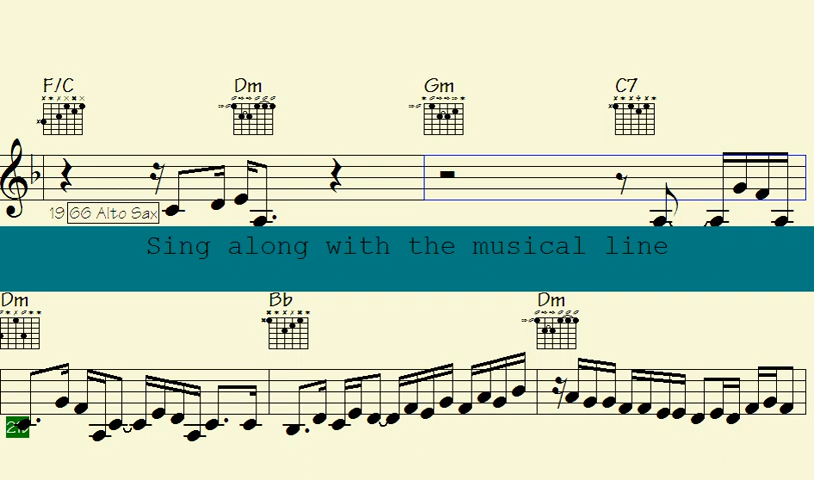 F/C Dm Gm C7
19 66 Alto Sax
Sing along with the musical line
Dm Bb Dm